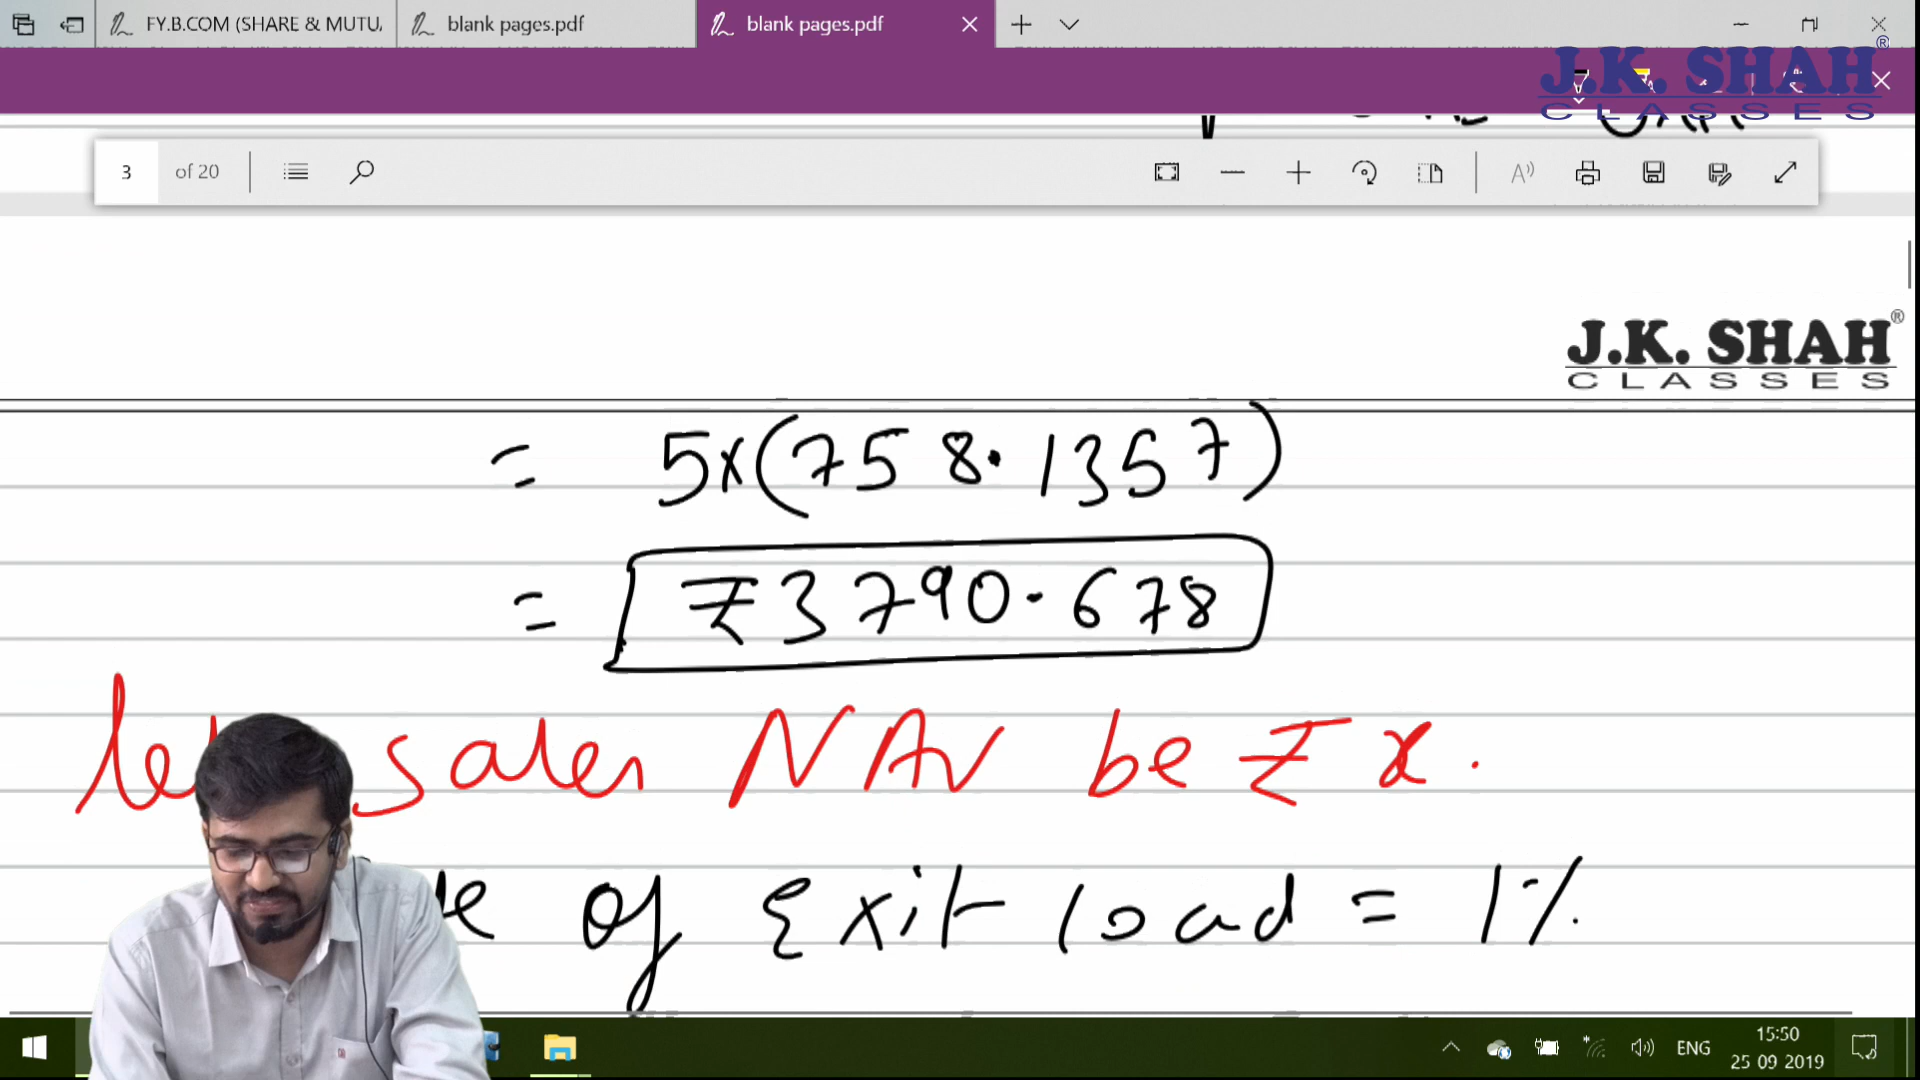 FY.B.COM (SHARE & MUTU
blank pages.pdf
blank pages.pdf
J.K. SHAH®
CLASSES
3 of 20
J.K. SHAH®
CLASSES
= 5x(758.1357)
= ₹3790.678
sales NAV be ₹ x.
of Exit load = 1%.
ENG
15:50
25 09 2019